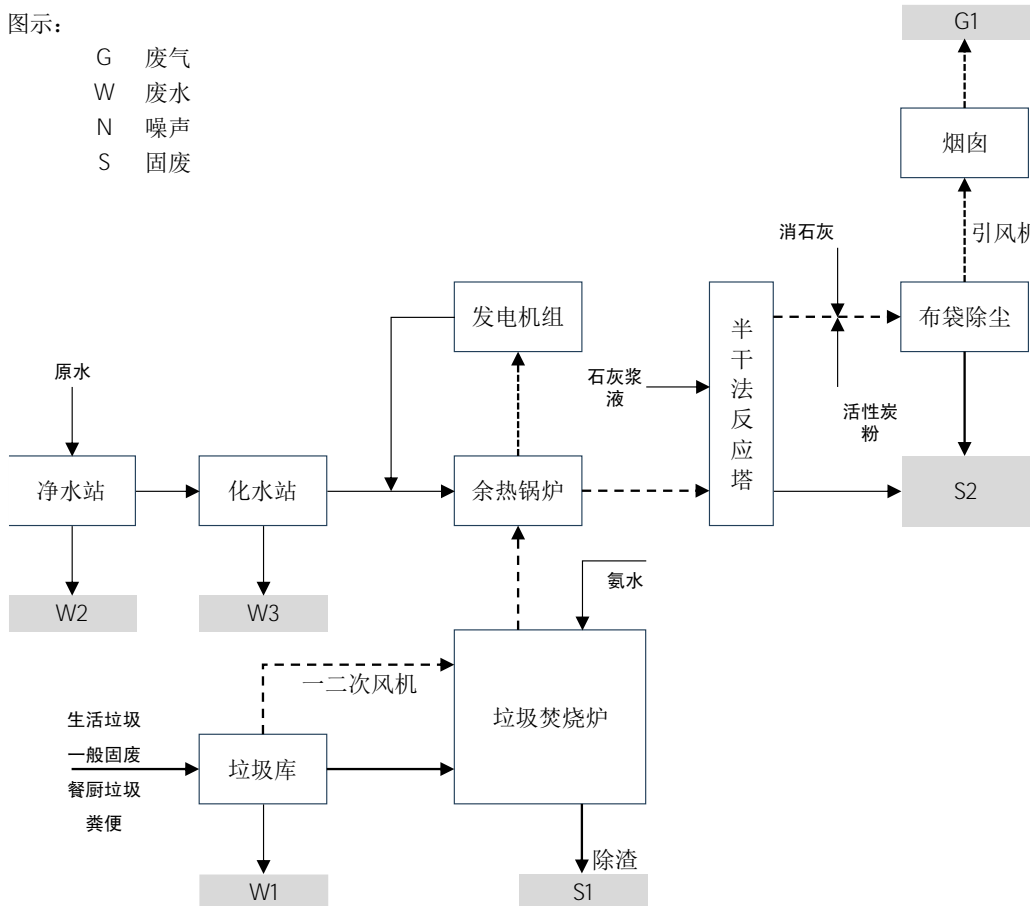 图示：
G 废气
W 废水
N 噪声
S 固废
G1
烟囱
引风机
消石灰
布袋除尘
活性炭
粉
发电机组
半
干
法
反
应
塔
石灰浆
液
原水
净水站
化水站
余热锅炉
S2
W2
W3
氨水
一二次风机
垃圾焚烧炉
生活垃圾
一般固废
餐厨垃圾
粪便
垃圾库
除渣
W1
S1